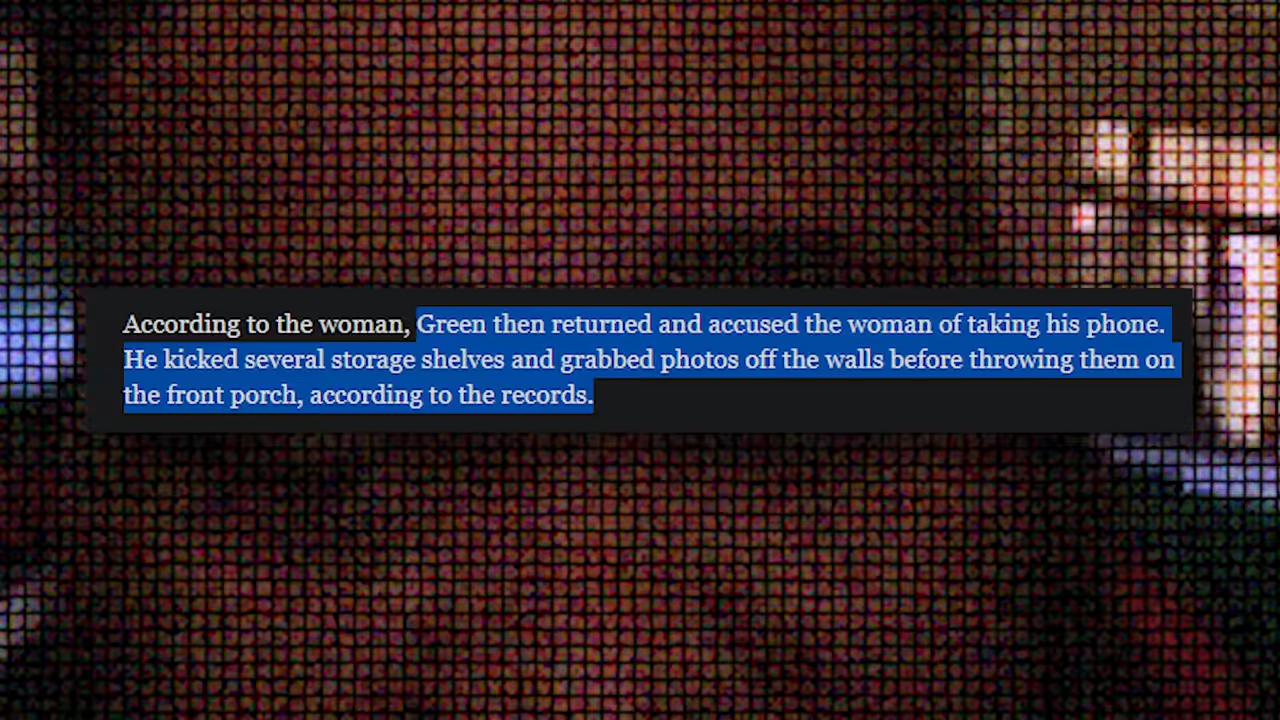 According to the woman, Green then returned and accused the woman of taking his phone.
He kicked several storage shelves and grabbed photos off the walls before throwing them on
the front porch, according to the records.